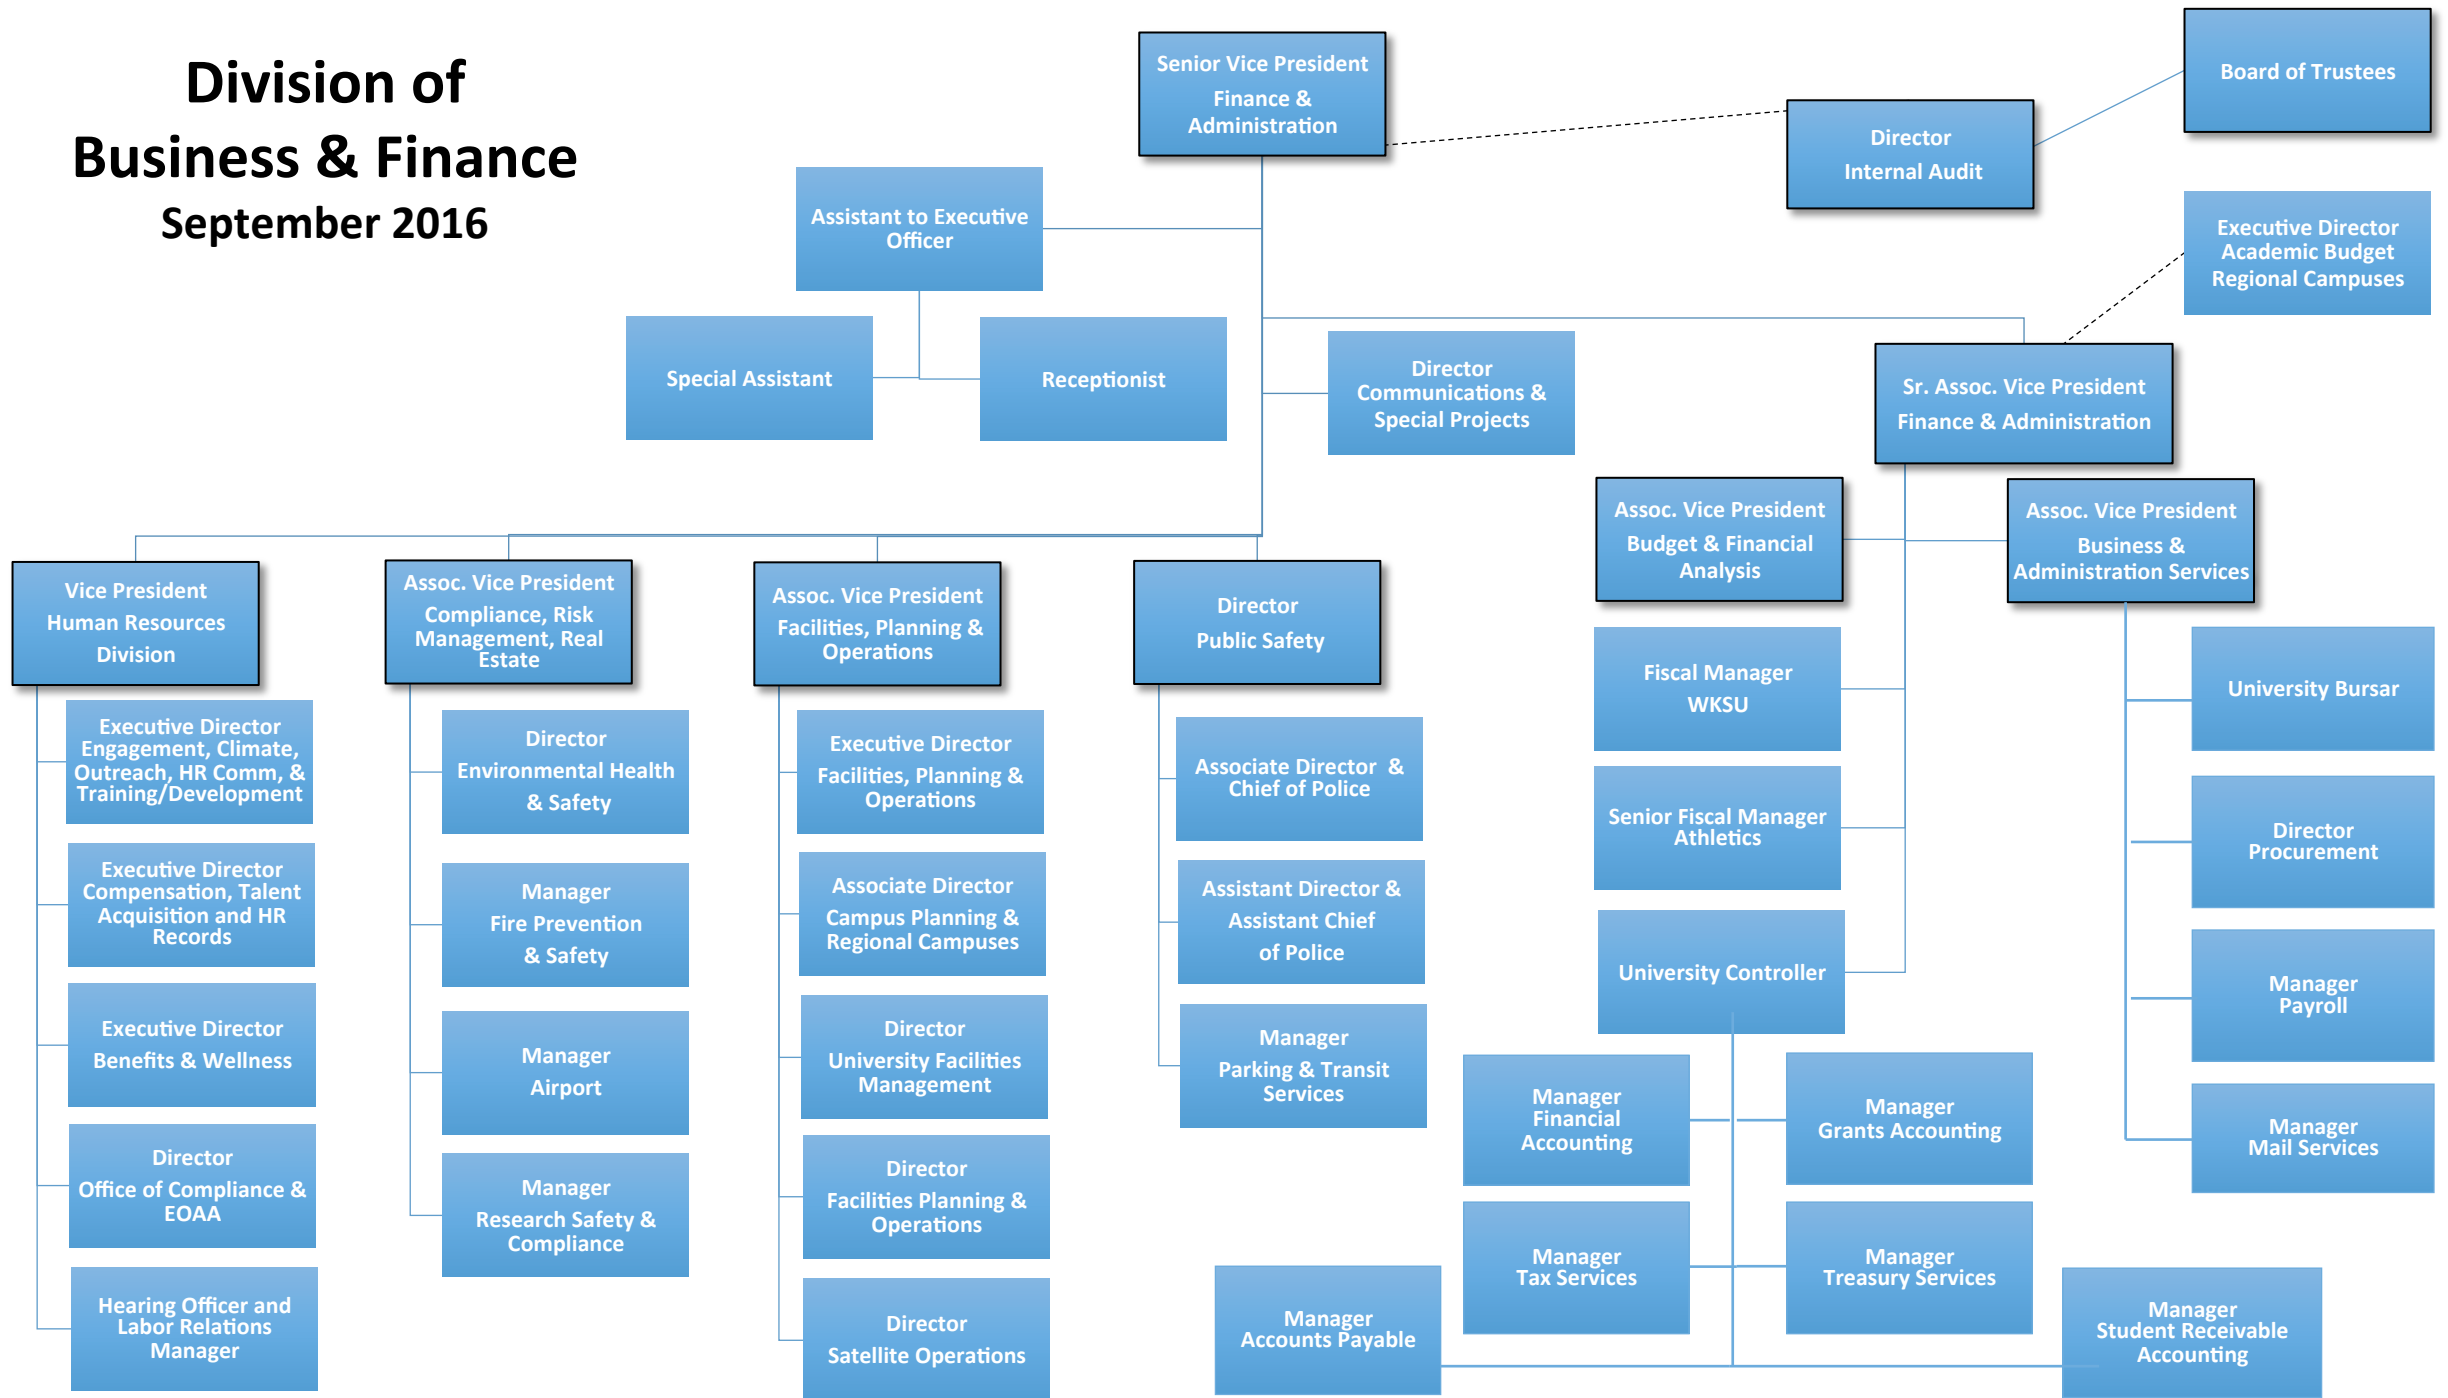 Division of
Business & Finance
September 2016
Senior Vice President
Finance &
Administration
Director
Internal Audit
Board of Trustees
Assistant to Executive
Officer
Executive Director
Academic Budget
Regional Campuses
Special Assistant
Receptionist
Director
Communications &
Special Projects
Sr. Assoc. Vice President
Finance & Administration
Assoc. Vice President
Budget & Financial
Analysis
Assoc. Vice President
Business &
Administration Services
Vice President
Human Resources
Division
Assoc. Vice President
Compliance, Risk
Management, Real
Estate
Assoc. Vice President
Facilities, Planning &
Operations
Director
Public Safety
Executive Director
Engagement, Climate,
Outreach, HR Comm, &
Training/Development
Executive Director
Compensation, Talent
Acquisition and HR
Records
Executive Director
Benefits & Wellness
Director
Office of Compliance &
EOAA
Hearing Officer and
Labor Relations
Manager
Director
Environmental Health
& Safety
Manager
Fire Prevention
& Safety
Manager
Airport
Manager
Research Safety &
Compliance
Executive Director
Facilities, Planning &
Operations
Associate Director
Campus Planning &
Regional Campuses
Director
University Facilities
Management
Director
Facilities Planning &
Operations
Director
Satellite Operations
Associate Director &
Chief of Police
Assistant Director &
Assistant Chief
of Police
Manager
Parking & Transit
Services
Fiscal Manager
WKSU
Senior Fiscal Manager
Athletics
University Controller
Manager
Financial
Accounting
Manager
Grants Accounting
Manager
Tax Services
Manager
Treasury Services
Manager
Accounts Payable
Manager
Student Receivable
Accounting
University Bursar
Director
Procurement
Manager
Payroll
Manager
Mail Services